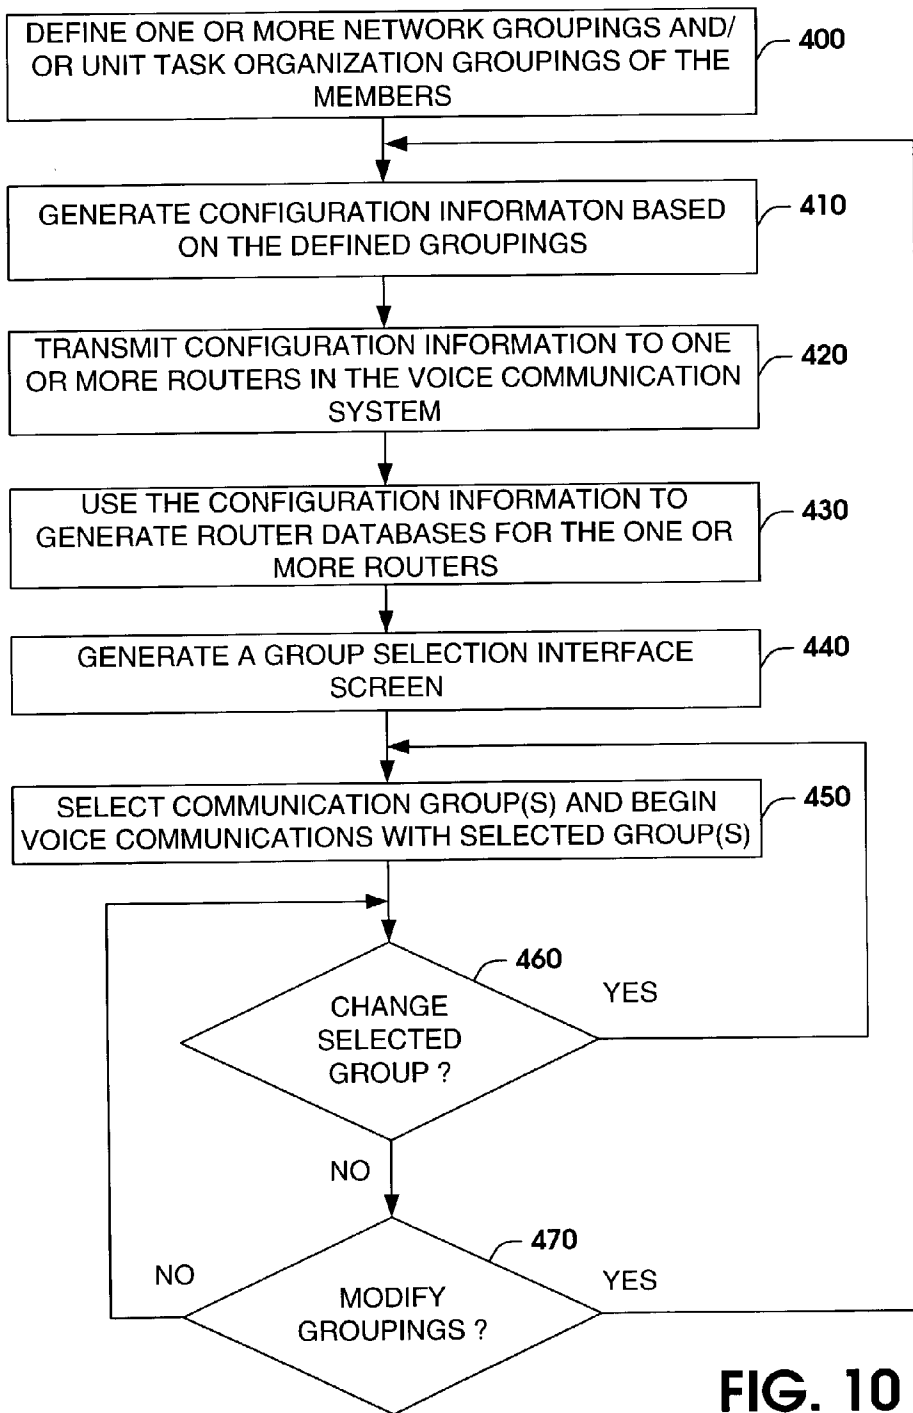 DEFINE ONE OR MORE NETWORK GROUPINGS AND/
OR UNIT TASK ORGANIZATION GROUPINGS OF THE
MEMBERS
400
GENERATE CONFIGURATION INFORMATON BASED
ON THE DEFINED GROUPINGS
410
TRANSMIT CONFIGURATION INFORMATION TO ONE
OR MORE ROUTERS IN THE VOICE COMMUNICATION
SYSTEM
420
USE THE CONFIGURATION INFORMATION TO
GENERATE ROUTER DATABASES FOR THE ONE OR
MORE ROUTERS
430
GENERATE A GROUP SELECTION INTERFACE
SCREEN
440
SELECT COMMUNICATION GROUP(S) AND BEGIN
VOICE COMMUNICATIONS WITH SELECTED GROUP(S)
450
460
CHANGE
SELECTED
GROUP ?
YES
NO
470
MODIFY
GROUPINGS ?
NO
YES
FIG. 10